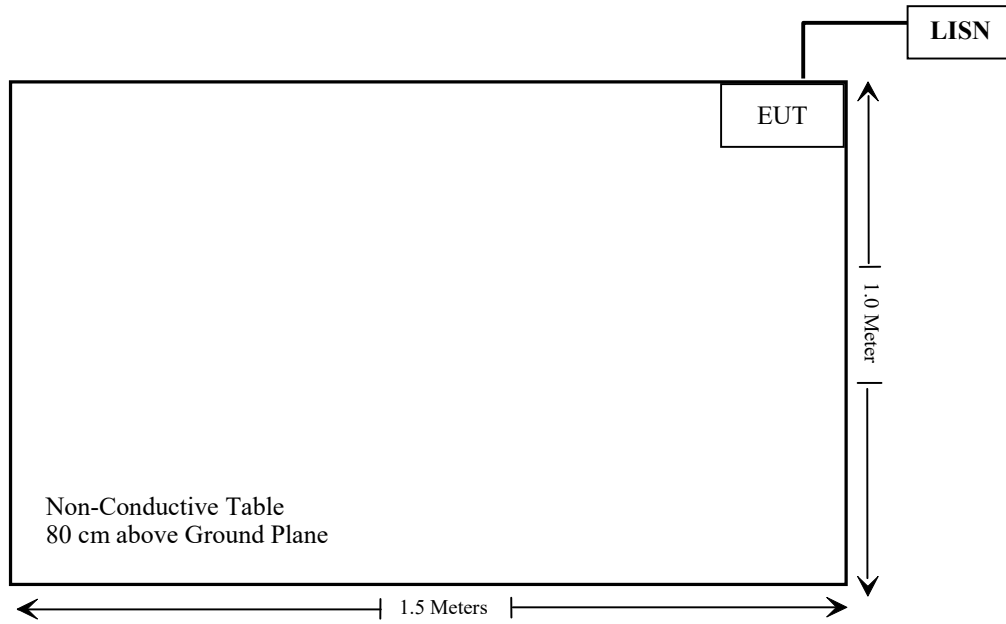 LISN
EUT
1.0 Meter
Non-Conductive Table
80 cm above Ground Plane
1.5 Meters